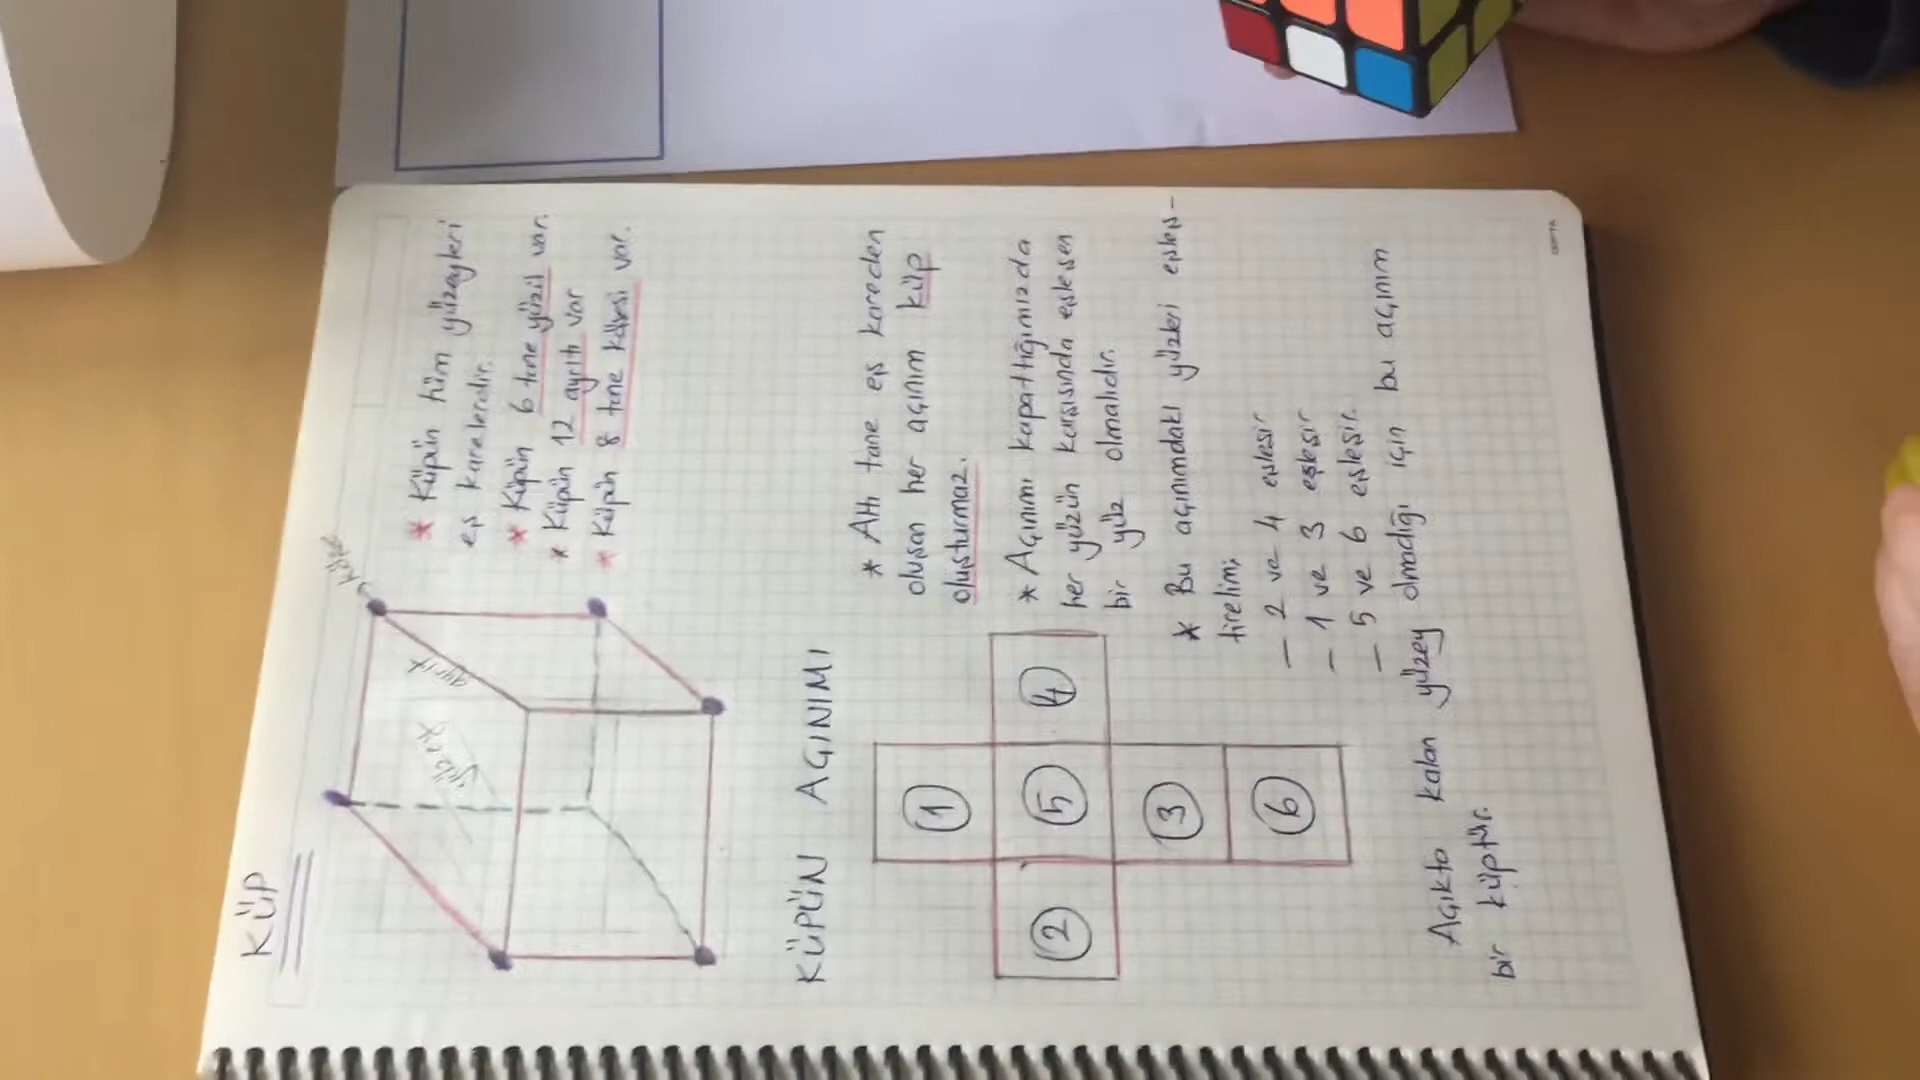 KÜP
köşe
ayrıt
yüzey
* Küpün tüm yüzeyleri
eş karelerdir.
* Küpün 6 tane yüzü var.
* Küpün 12 ayrıtı var
* Küpün 8 tane köşesi var.
KÜPÜN AÇINIMI
* Altı tane eş kareden
oluşan her açınım küp
oluşturmaz.
* Açınımı kapattığımızda
her yüzün karşısında eşleşen
bir yüz olmalıdır.
* Bu açınımdaki yüzleri eşleş-
tirelim;
- 2 ve 4 eşleşir
- 1 ve 3 eşleşir
- 5 ve 6 eşleşir.
1
2 5 4
3
6
Açıkta kalan yüzey olmadığı için bu açınım
bir küptür.